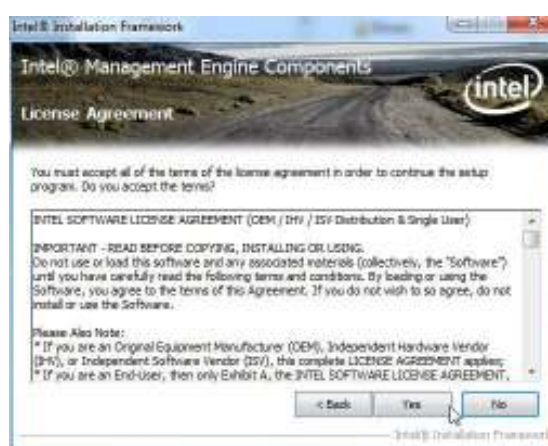 Intel® Installation Framework
Intel® Management Engine Components
intel
License Agreement
You must accept all of the terms of the license agreement in order to continue the setup
program. Do you accept the terms?
INTEL SOFTWARE LICENSE AGREEMENT (OEM / IHV / ISV Distribution & Single User)
IMPORTANT - READ BEFORE COPYING, INSTALLING OR USING.
Do not use or load this software and any associated materials (collectively, the "Software")
until you have carefully read the following terms and conditions. By loading or using the
Software, you agree to the terms of this Agreement. If you do not wish to so agree, do not
install or use the Software.
Please Also Note:
* If you are an Original Equipment Manufacturer (OEM), Independent Hardware Vendor
(IHV), or Independent Software Vendor (ISV), this complete LICENSE AGREEMENT applies;
* If you are an End-User, then only Exhibit A, the INTEL SOFTWARE LICENSE AGREEMENT,
< Back Yes No
Intel® Installation Framework